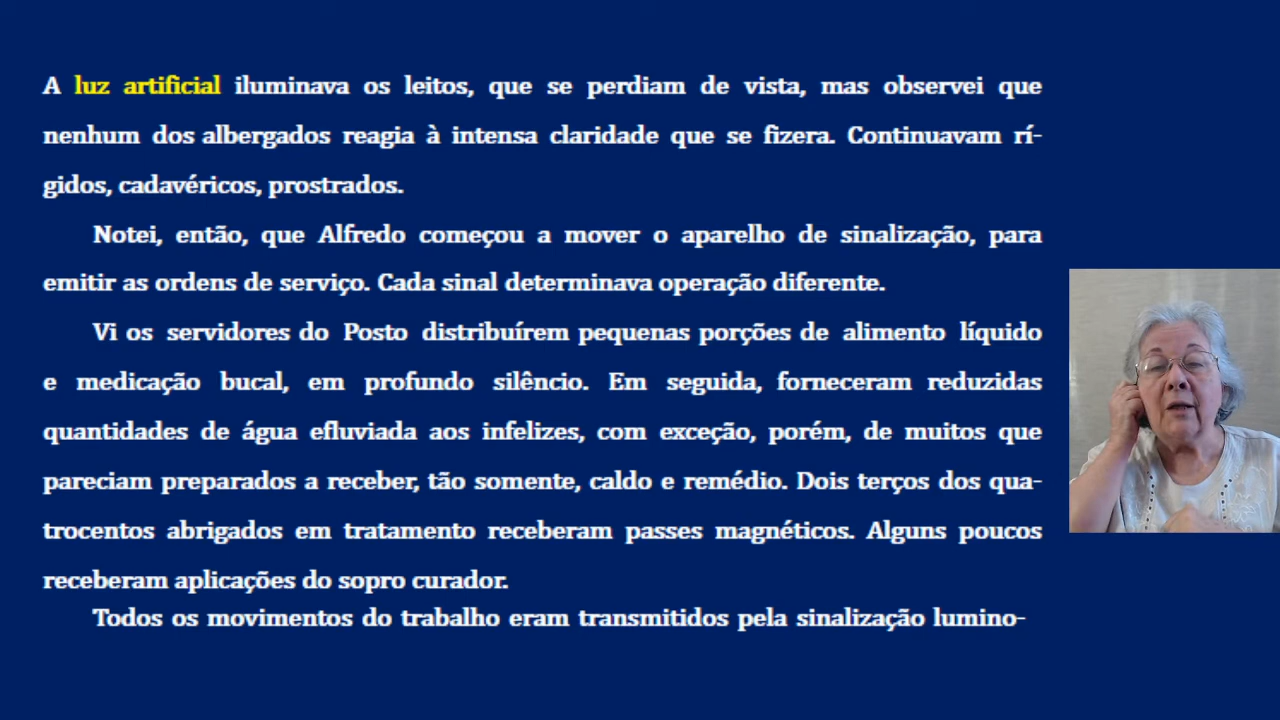 A luz artificial iluminava os leitos, que se perdiam de vista, mas observei que
nenhum dos albergados reagia à intensa claridade que se fizera. Continuavam rí-
gidos, cadavéricos, prostrados.
Notei, então, que Alfredo começou a mover o aparelho de sinalização, para
emitir as ordens de serviço. Cada sinal determinava operação diferente.
Vi os servidores do Posto distribuírem pequenas porções de alimento líquido
e medicação bucal, em profundo silêncio. Em seguida, forneceram reduzidas
quantidades de água efluviada aos infelizes, com exceção, porém, de muitos que
pareciam preparados a receber, tão somente, caldo e remédio. Dois terços dos qua-
trocentos abrigados em tratamento receberam passes magnéticos. Alguns poucos
receberam aplicações do sopro curador.
Todos os movimentos do trabalho eram transmitidos pela sinalização lumino-